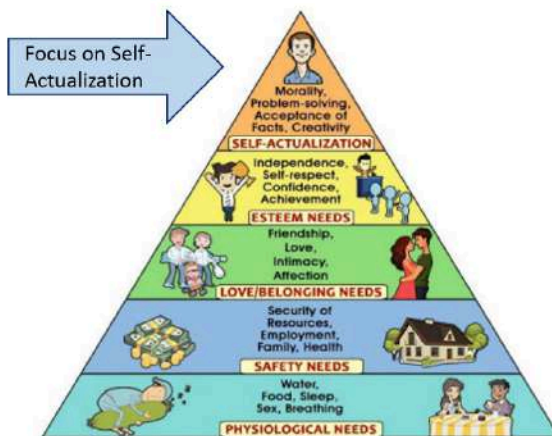 Focus on Self-
Actualization
Morality,
Problem-solving,
Acceptance of
Facts, Creativity
SELF-ACTUALIZATION
Independence,
Self-respect,
Confidence,
Achievement
ESTEEM NEEDS
Friendship,
Love,
Intimacy,
Affection
LOVE/BELONGING NEEDS
Security of
Resources,
Employment,
Family, Health
SAFETY NEEDS
Water,
Food, Sleep,
Sex, Breathing
PHYSIOLOGICAL NEEDS